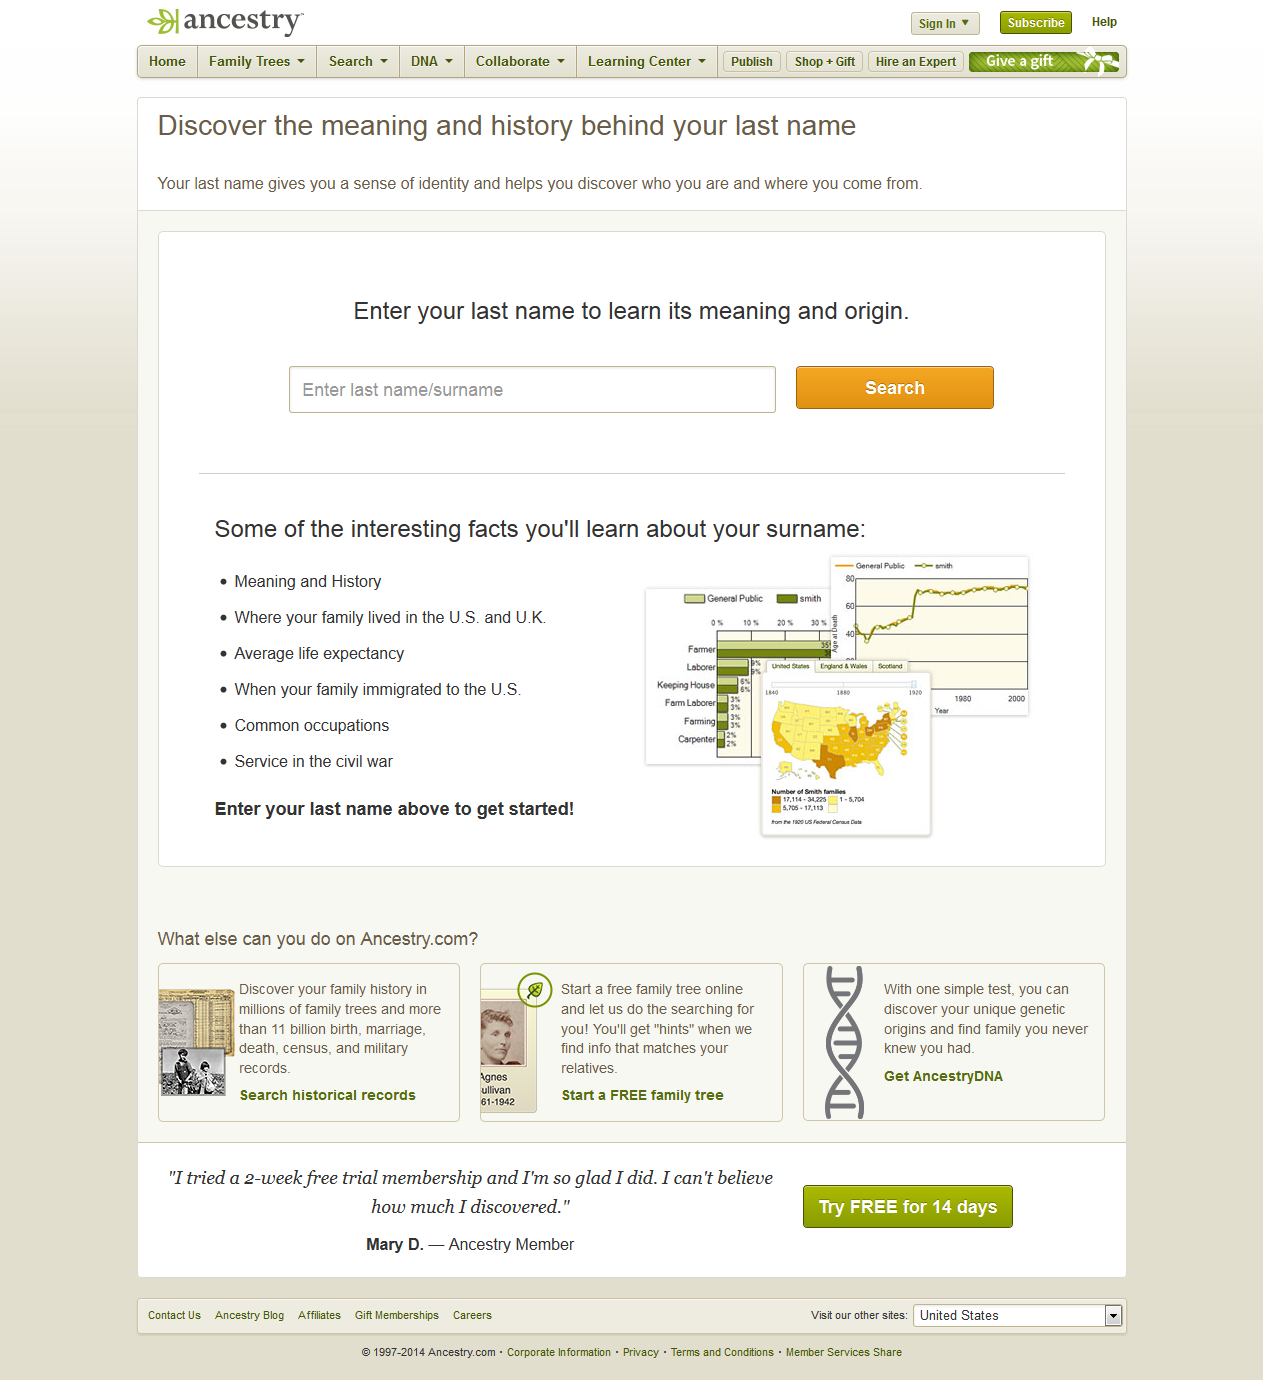 ancestry™
Sign In
Subscribe
Help
Home
Family Trees
Search
DNA
Collaborate
Learning Center
Publish
Shop + Gift
Hire an Expert
Give a gift
Discover the meaning and history behind your last name
Your last name gives you a sense of identity and helps you discover who you are and where you come from.
Enter your last name to learn its meaning and origin.
Enter last name/surname
Search
Some of the interesting facts you'll learn about your surname:
• Meaning and History
• Where your family lived in the U.S. and U.K.
• Average life expectancy
• When your family immigrated to the U.S.
• Common occupations
• Service in the civil war
Enter your last name above to get started!
General Public smith
80
60
40
20
Age at Death
1980 2000
Year
General Public smith
0 % 10 % 20 % 30 %
Farmer 35
Laborer 9% 9%
Keeping House 6% 6%
Farm Laborer 3% 3%
Farming 3% 3%
Carpenter 2% 2%
United States England & Wales Scotland
1840 1880 1920
Number of Smith families
17,114 - 34,225 1 - 5,704
5,705 - 17,113
from the 1920 US Federal Census Data
What else can you do on Ancestry.com?
Discover your family history in
millions of family trees and more
than 11 billion birth, marriage,
death, census, and military
records.
Search historical records
Agnes
ullivan
61-1942
Start a free family tree online
and let us do the searching for
you! You'll get "hints" when we
find info that matches your
relatives.
Start a FREE family tree
With one simple test, you can
discover your unique genetic
origins and find family you never
knew you had.
Get AncestryDNA
"I tried a 2-week free trial membership and I'm so glad I did. I can't believe
how much I discovered."
Mary D. — Ancestry Member
Try FREE for 14 days
Contact Us Ancestry Blog Affiliates Gift Memberships Careers
Visit our other sites: United States
© 1997-2014 Ancestry.com · Corporate Information · Privacy · Terms and Conditions · Member Services Share